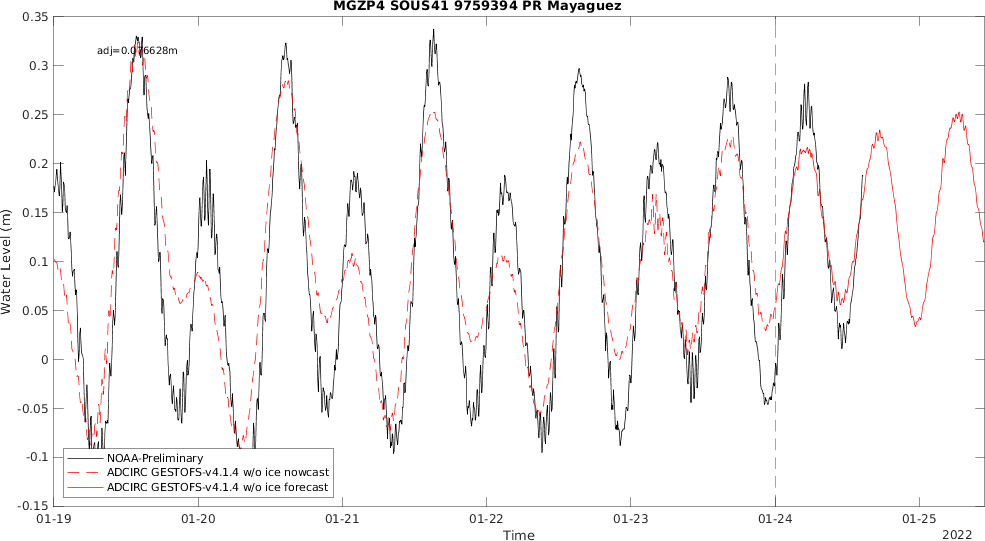 MGZP4 SOUS41 9759394 PR Mayaguez
0.35
adj=0.076628m
0.3
0.25
0.2
0.15
0.1
0.05
0
-0.05
-0.1
-0.15
Water Level (m)
NOAA-Preliminary
ADCIRC GESTOFS-v4.1.4 w/o ice nowcast
ADCIRC GESTOFS-v4.1.4 w/o ice forecast
01-19 01-20 01-21 01-22 01-23 01-24 01-25
Time
2022